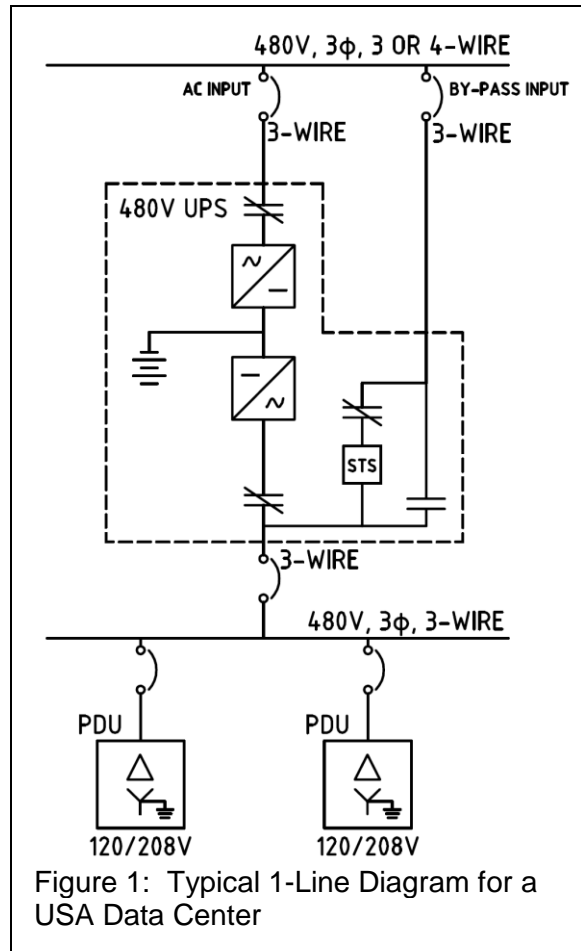 480V, 3ϕ, 3 OR 4-WIRE
AC INPUT
BY-PASS INPUT
3-WIRE
3-WIRE
480V UPS
STS
3-WIRE
480V, 3ϕ, 3-WIRE
PDU
PDU
120/208V
120/208V
Figure 1:  Typical 1-Line Diagram for a
USA Data Center